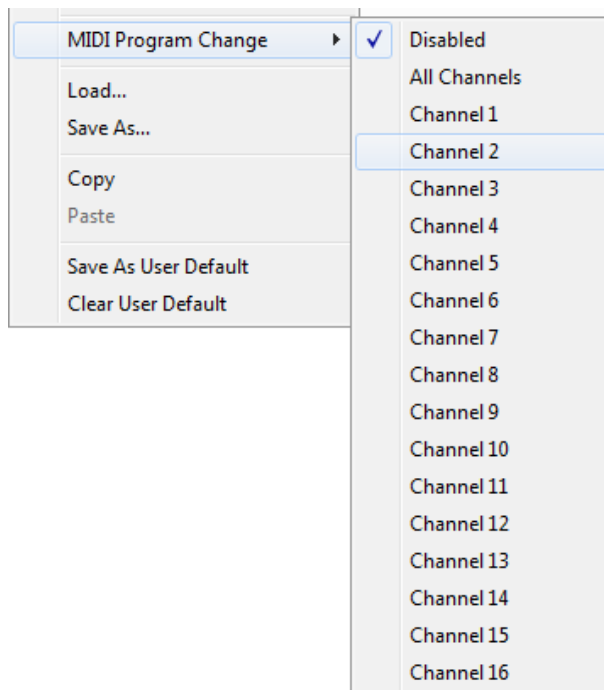 MIDI Program Change
Load...
Save As...
Copy
Paste
Save As User Default
Clear User Default
Disabled
All Channels
Channel 1
Channel 2
Channel 3
Channel 4
Channel 5
Channel 6
Channel 7
Channel 8
Channel 9
Channel 10
Channel 11
Channel 12
Channel 13
Channel 14
Channel 15
Channel 16